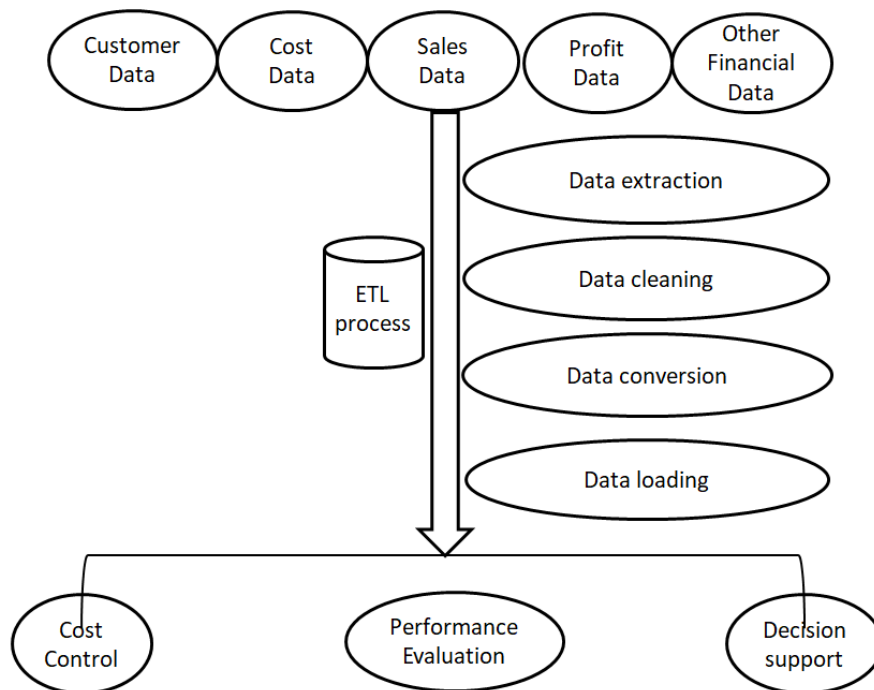 Customer
Data
Cost
Data
Sales
Data
Profit
Data
Other
Financial
Data
Data extraction
ETL
process
Data cleaning
Data conversion
Data loading
Cost
Control
Performance
Evaluation
Decision
support